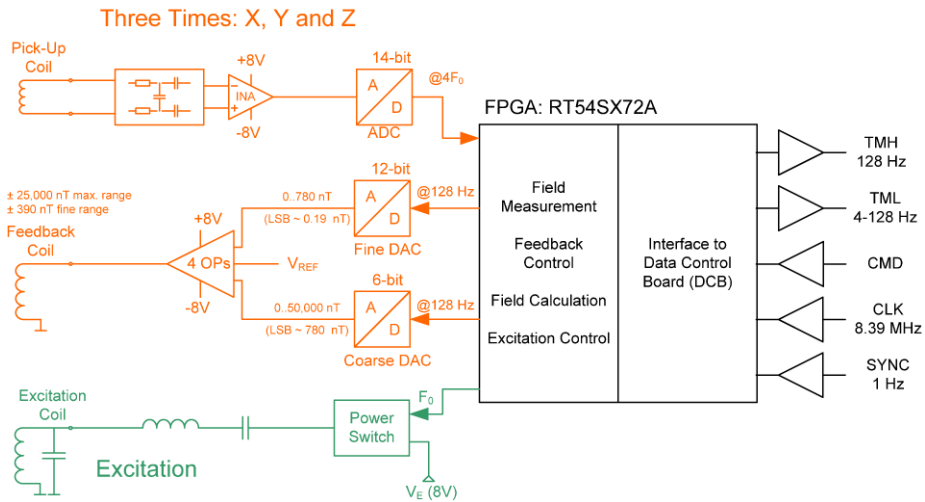 Three Times: X, Y and Z
Pick-Up
Coil
+8V
INA
-8V
14-bit
A
D
ADC
@4F₀
FPGA: RT54SX72A
± 25,000 nT max. range
± 390 nT fine range
Feedback
Coil
+8V
4 OPs
-8V
0..780 nT
(LSB ~ 0.19 nT)
12-bit
A
D
Fine DAC
@128 Hz
V_REF
0..50,000 nT
(LSB ~ 780 nT)
6-bit
A
D
Coarse DAC
@128 Hz
Field
Measurement
Feedback
Control
Field Calculation
Excitation Control
Interface to
Data Control
Board (DCB)
TMH
128 Hz
TML
4-128 Hz
CMD
CLK
8.39 MHz
SYNC
1 Hz
Excitation
Coil
Excitation
Power
Switch
F₀
V_E (8V)